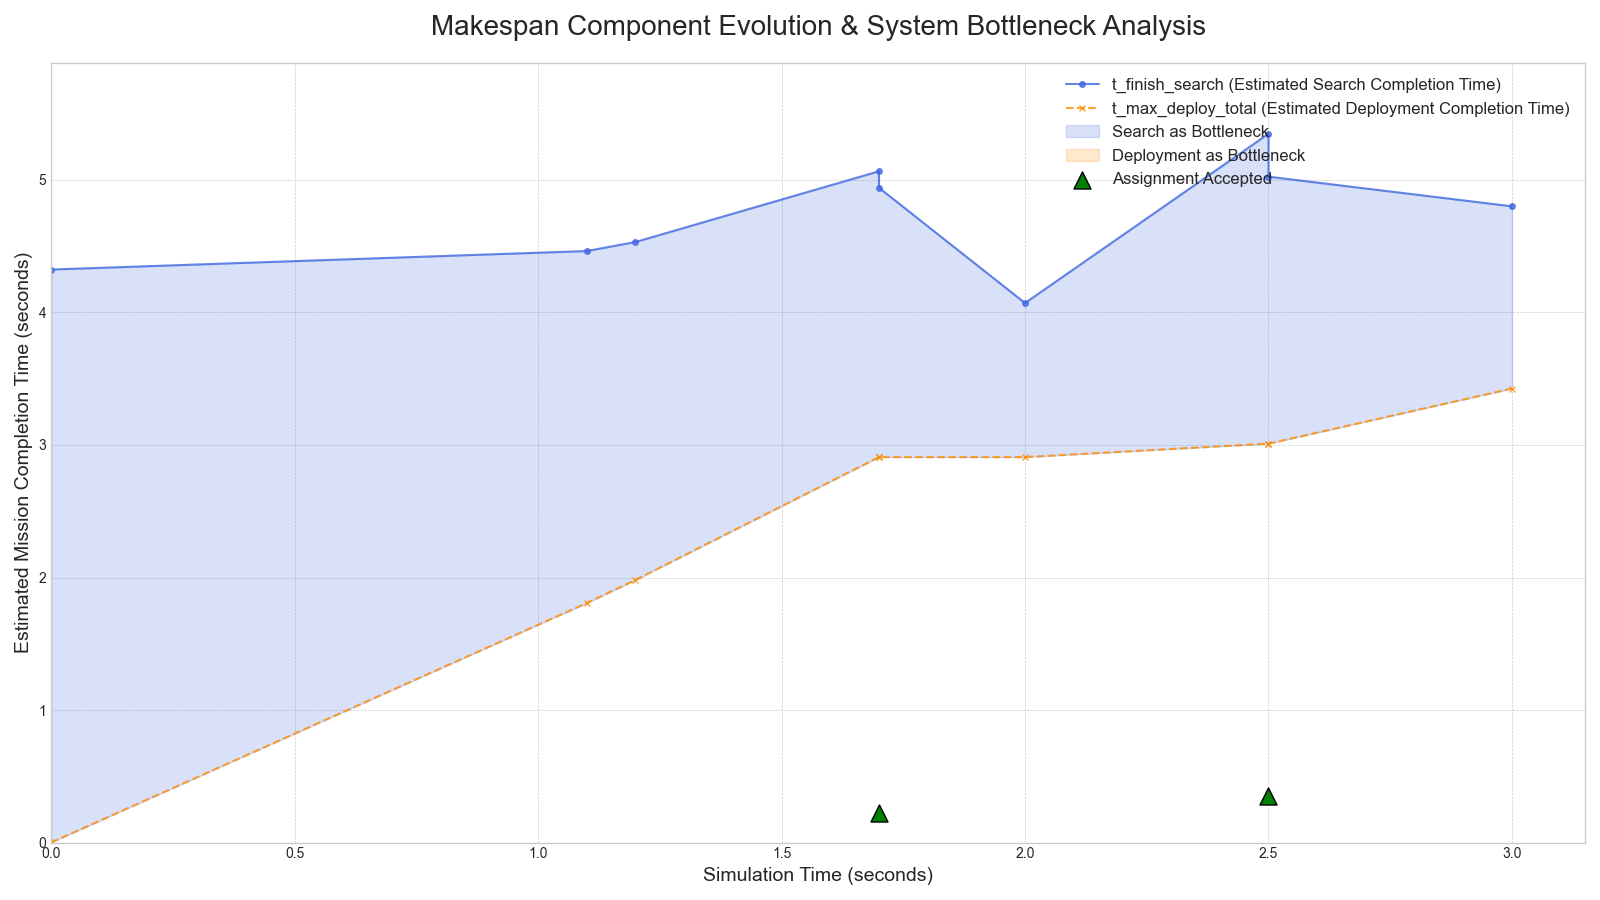 Makespan Component Evolution & System Bottleneck Analysis
t_finish_search (Estimated Search Completion Time)
t_max_deploy_total (Estimated Deployment Completion Time)
Search as Bottleneck
Deployment as Bottleneck
Assignment Accepted
Estimated Mission Completion Time (seconds)
5
4
3
2
1
0
0.0 0.5 1.0 1.5 2.0 2.5 3.0
Simulation Time (seconds)